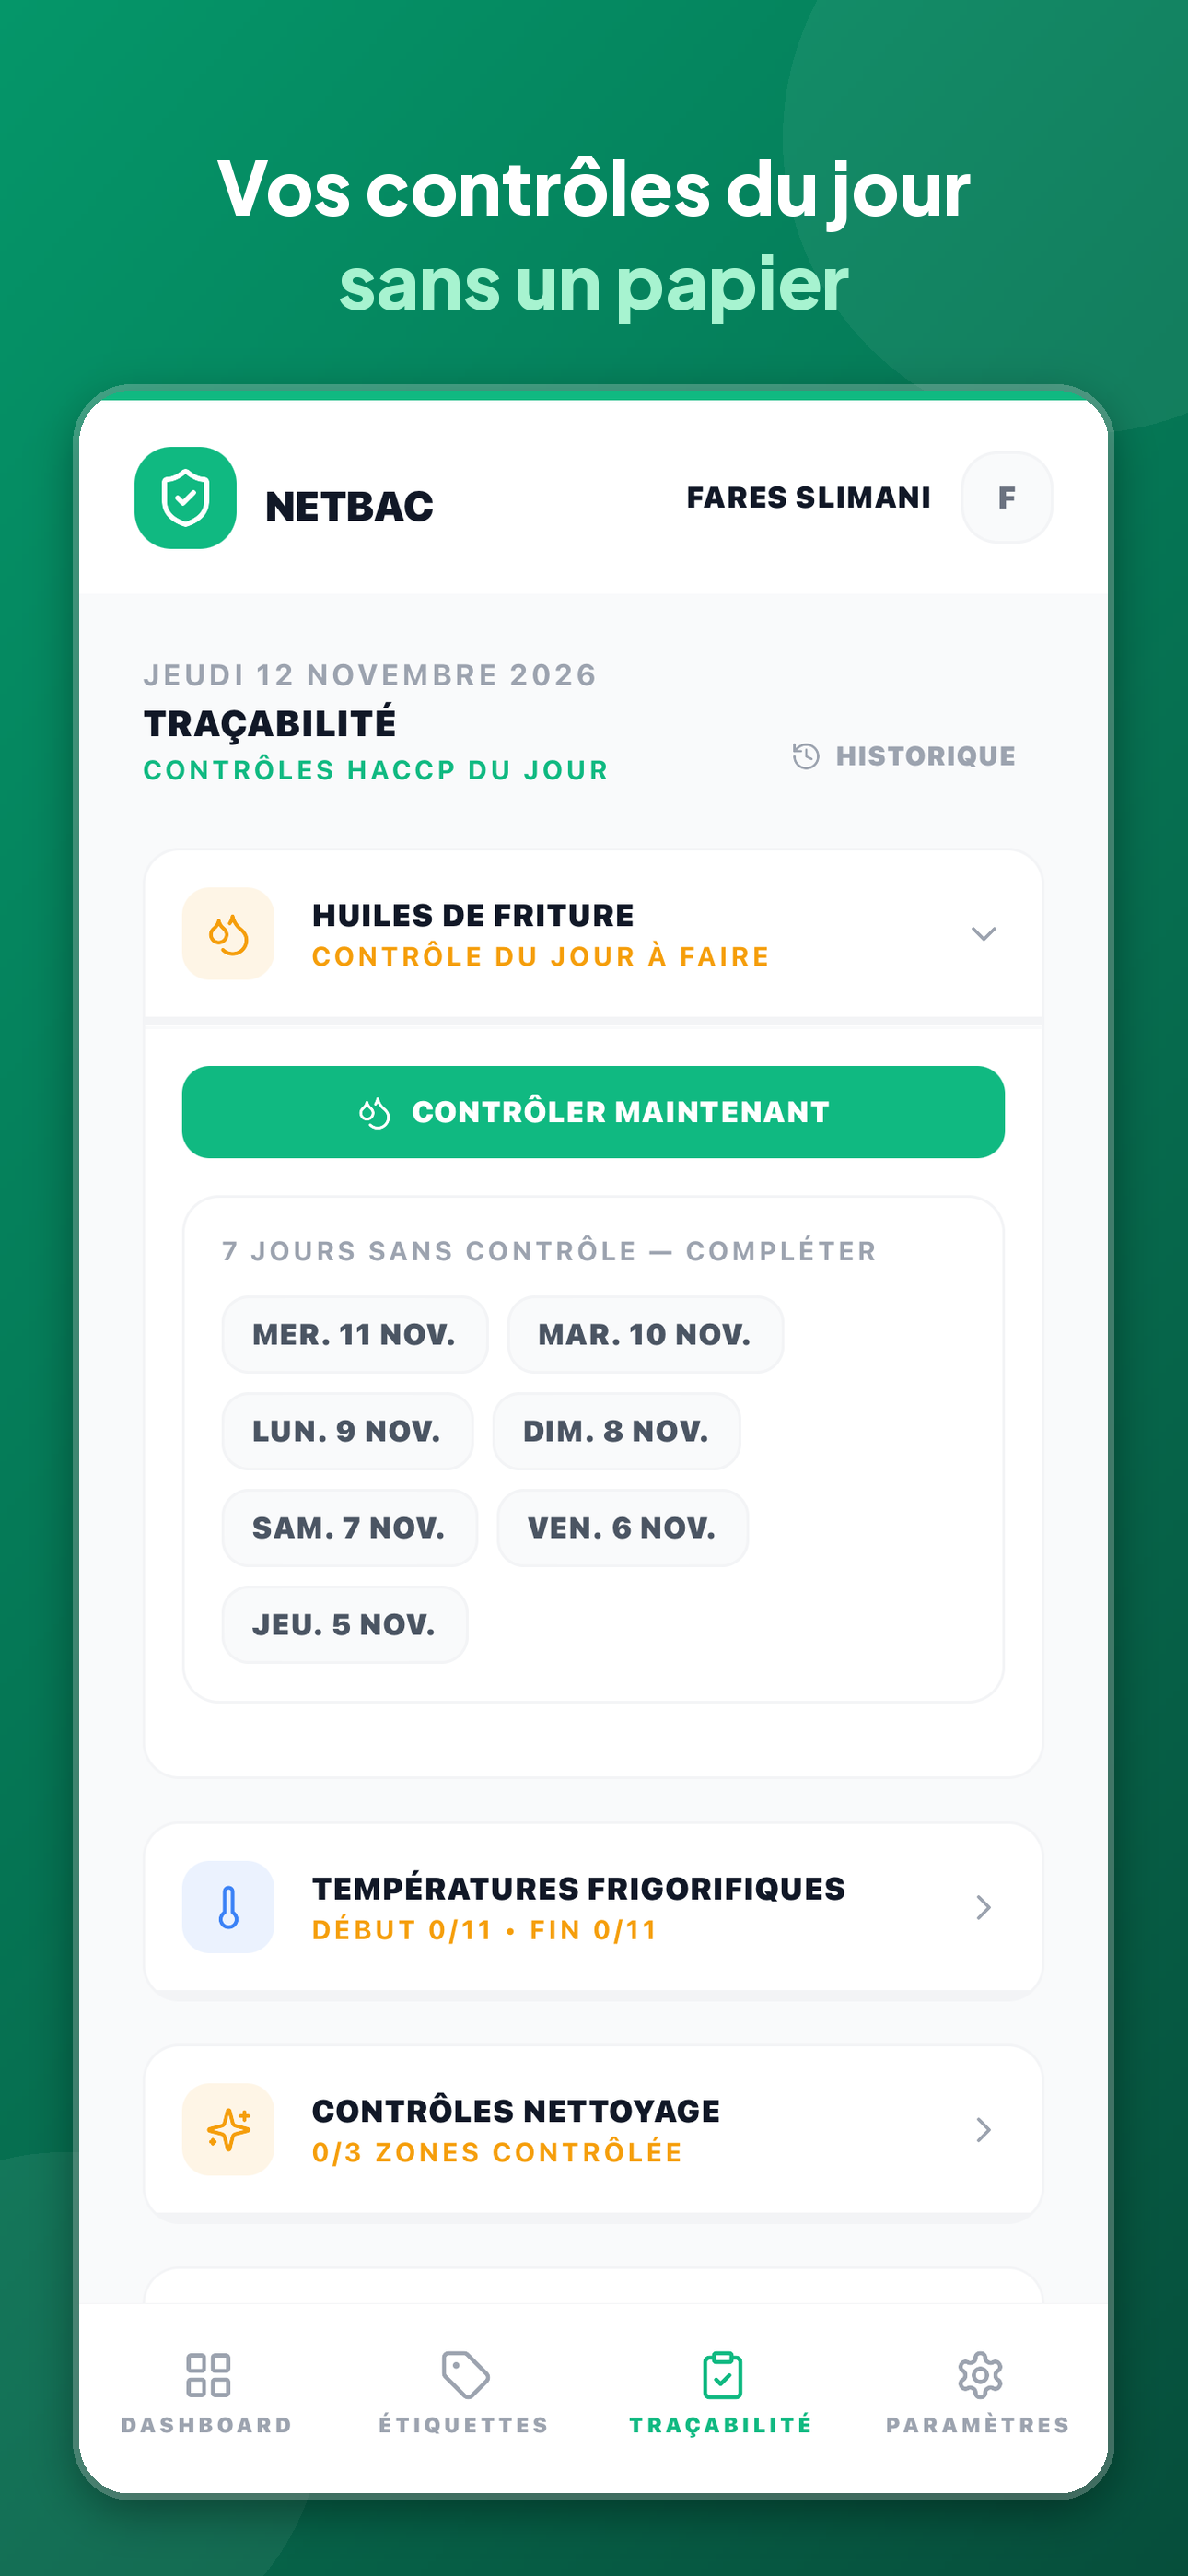 Vos contrôles du jour
sans un papier
NETBAC
FARES SLIMANI
F
JEUDI 12 NOVEMBRE 2026
TRAÇABILITÉ
CONTRÔLES HACCP DU JOUR
HISTORIQUE
HUILES DE FRITURE
CONTRÔLE DU JOUR À FAIRE
CONTRÔLER MAINTENANT
7 JOURS SANS CONTRÔLE — COMPLÉTER
MER. 11 NOV.
MAR. 10 NOV.
LUN. 9 NOV.
DIM. 8 NOV.
SAM. 7 NOV.
VEN. 6 NOV.
JEU. 5 NOV.
TEMPÉRATURES FRIGORIFIQUES
DÉBUT 0/11 • FIN 0/11
CONTRÔLES NETTOYAGE
0/3 ZONES CONTRÔLÉE
DASHBOARD
ÉTIQUETTES
TRAÇABILITÉ
PARAMÈTRES